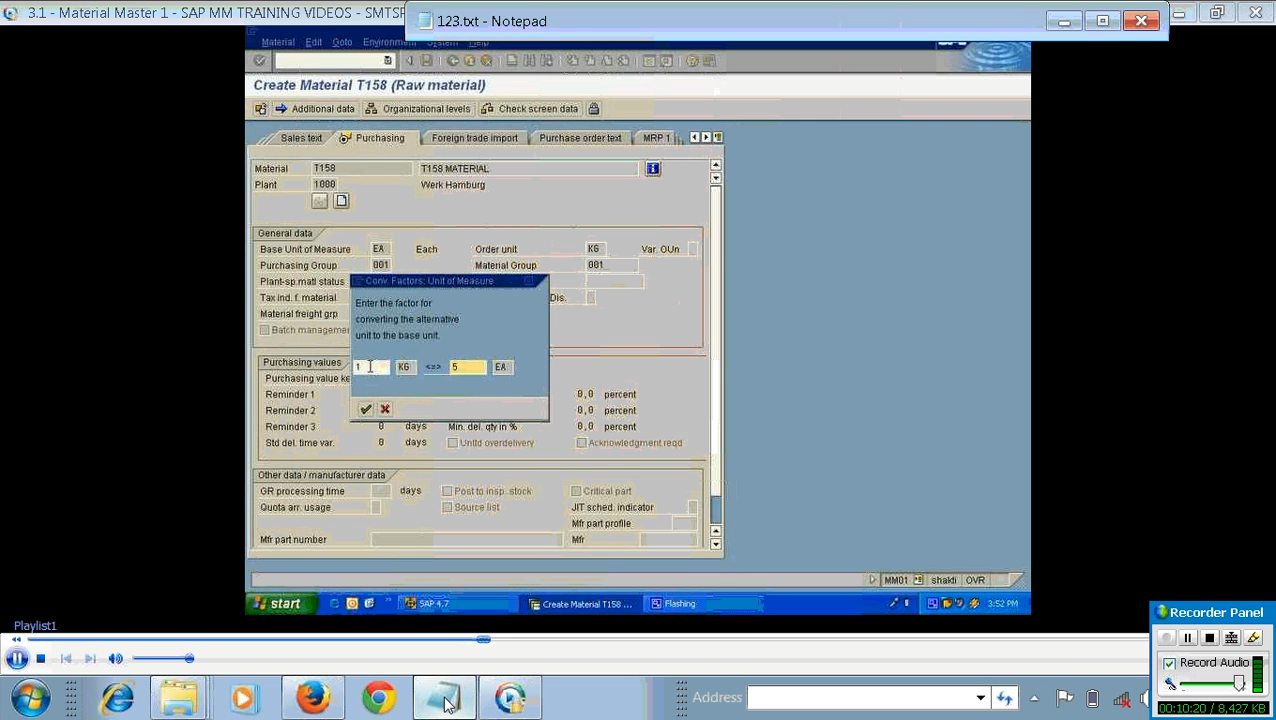 3.1 - Material Master 1 - SAP MM TRAINING VIDEOS - SMTSF
123.txt - Notepad
Material Edit Goto Environment System Help
Create Material T158 (Raw material)
Additional data Organizational levels Check screen data
Sales text Purchasing Foreign trade import Purchase order text MRP 1
Material T158 T158 MATERIAL
Plant 1000 Werk Hamburg
General data
Base Unit of Measure EA Each Order unit KG Var. OUn
Purchasing Group 001 Material Group 001
Plant-sp.matl status
Conv. Factors: Unit of Measure
Tax ind. f. material Dis.
Enter the factor for
converting the alternative
unit to the base unit.
Material freight grp
Batch manageme
1 KG <=> 5 EA
Purchasing values
Purchasing value ke
Reminder 1 0,0 percent
Reminder 2 0,0 percent
Reminder 3 0 days Min. del. qty in % 0,0 percent
Std del. time var. 0 days Unltd overdelivery Acknowledgment reqd
Other data / manufacturer data
GR processing time days Post to insp. stock Critical part
Quota arr. usage Source list JIT sched. indicator
Mfr part profile
Mfr part number Mfr
MM01 shakti OVR
start SAP 4.7 Create Material T158 ... Flashing 3:52 PM
Playlist1
Recorder Panel
Record Audio
00:10:20 / 8,427 KB
Address